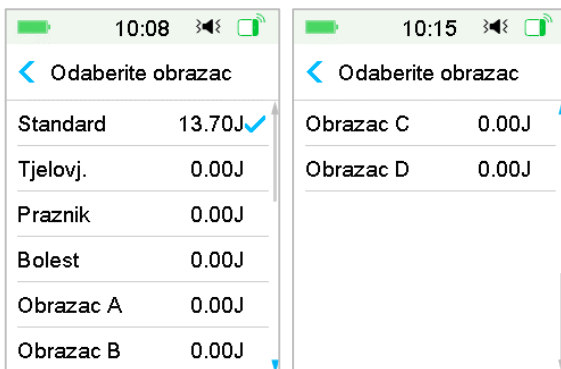 10:08
Odaberite obrazac
Standard 13.70J
Tjelovj. 0.00J
Praznik 0.00J
Bolest 0.00J
Obrazac A 0.00J
Obrazac B 0.00J
10:15
Odaberite obrazac
Obrazac C 0.00J
Obrazac D 0.00J